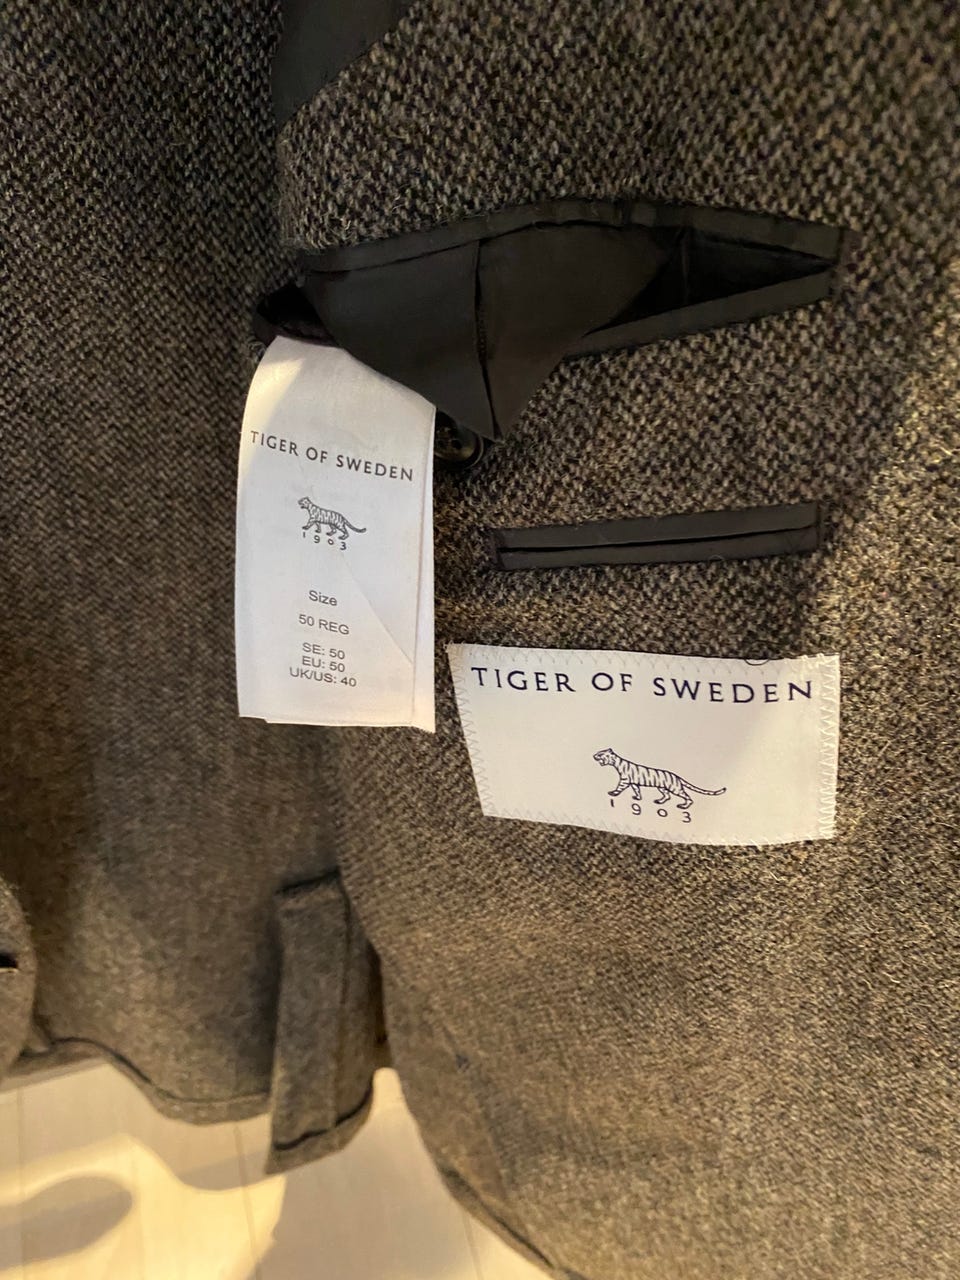 TIGER OF SWEDEN
1903
Size
50 REG
SE: 50
EU: 50
UK/US: 40
TIGER OF SWEDEN
1903